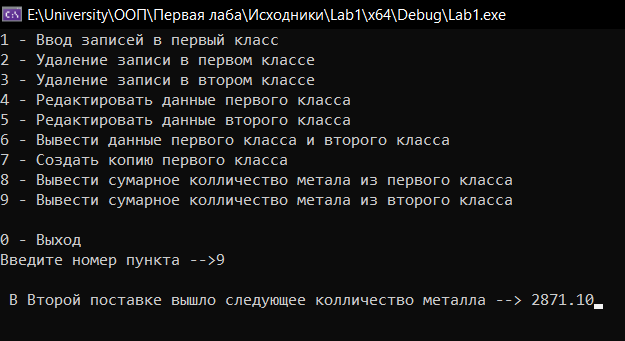 E:\University\ООП\Первая лаба\Исходники\Lab1\x64\Debug\Lab1.exe
1 - Ввод записей в первый класс
2 - Удаление записи в первом классе
3 - Удаление записи в втором классе
4 - Редактировать данные первого класса
5 - Редактировать данные второго класса
6 - Вывести данные первого класса и второго класса
7 - Создать копию первого класса
8 - Вывести сумарное колличество метала из первого класса
9 - Вывести сумарное колличество метала из второго класса
0 - Выход
Введите номер пункта -->9
В Второй поставке вышло следующее колличество металла --> 2871.10